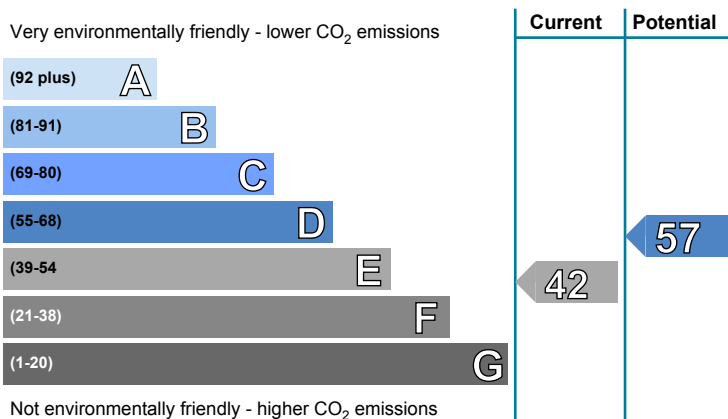 Current Potential
Very environmentally friendly - lower CO2 emissions
(92 plus) A
(81-91) B
(69-80) C
(55-68) D
57
(39-54 E
42
(21-38) F
(1-20) G
Not environmentally friendly - higher CO2 emissions